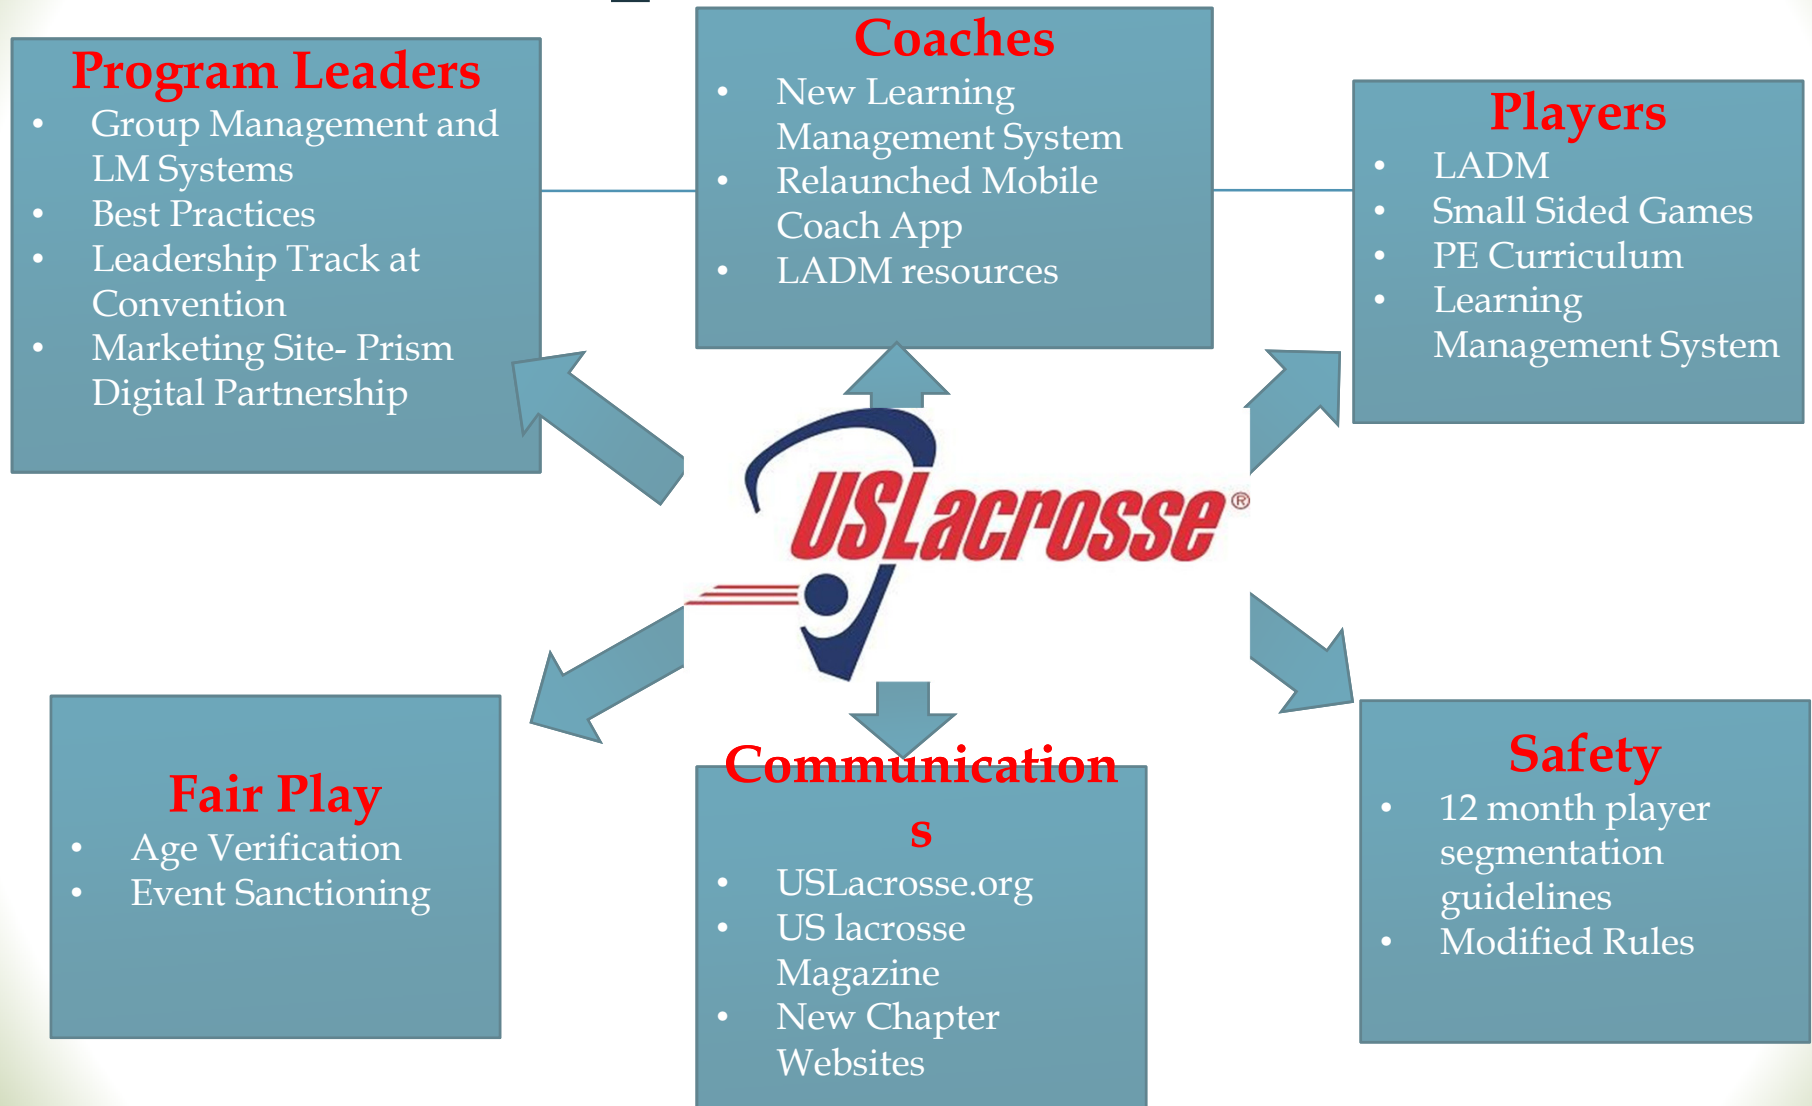 Program Leaders
• Group Management and
LM Systems
• Best Practices
• Leadership Track at
Convention
• Marketing Site- Prism
Digital Partnership
Coaches
• New Learning
Management System
• Relaunched Mobile
Coach App
• LADM resources
Players
• LADM
• Small Sided Games
• PE Curriculum
• Learning
Management System
USLacrosse®
Fair Play
• Age Verification
• Event Sanctioning
Communication
s
• USLacrosse.org
• US lacrosse
Magazine
• New Chapter
Websites
Safety
• 12 month player
segmentation
guidelines
• Modified Rules